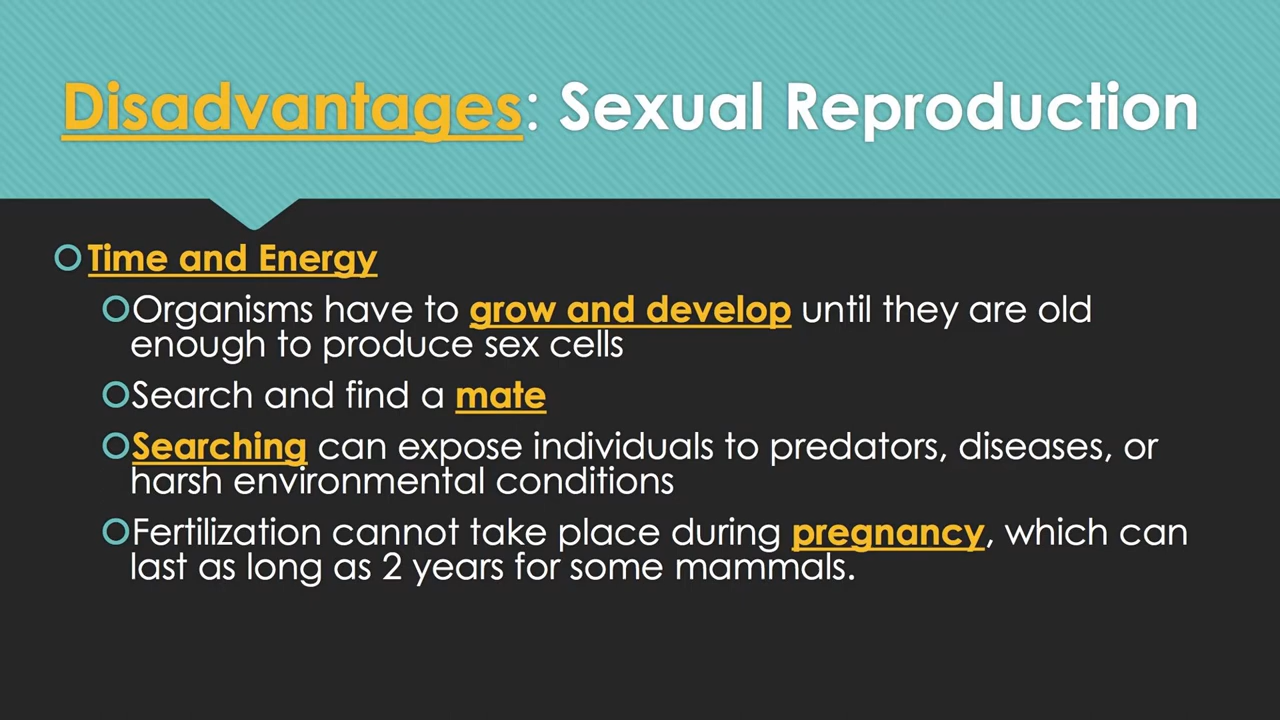 Disadvantages: Sexual Reproduction
Time and Energy
Organisms have to grow and develop until they are old
enough to produce sex cells
Search and find a mate
Searching can expose individuals to predators, diseases, or
harsh environmental conditions
Fertilization cannot take place during pregnancy, which can
last as long as 2 years for some mammals.